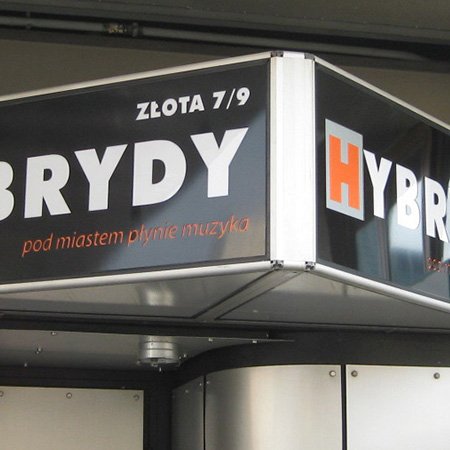 ZŁOTA 7/9
BRYDY
pod miastem płynie muzyka
HYBR